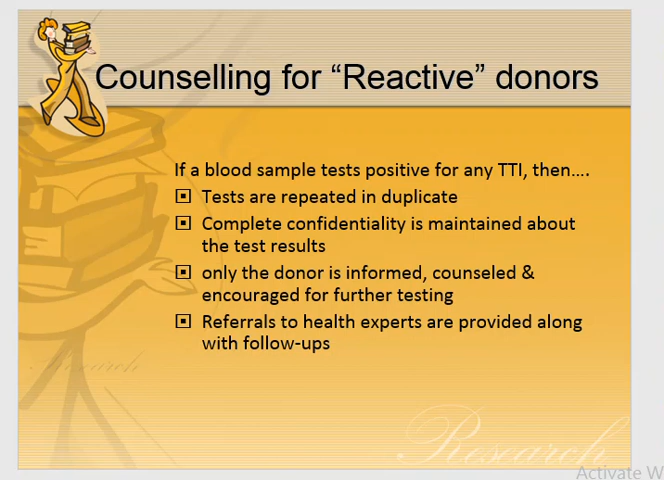 Counselling for “Reactive” donors
If a blood sample tests positive for any TTI, then....
Tests are repeated in duplicate
Complete confidentiality is maintained about
the test results
only the donor is informed, counseled &
encouraged for further testing
Referrals to health experts are provided along
with follow-ups
Research
Research
Activate W